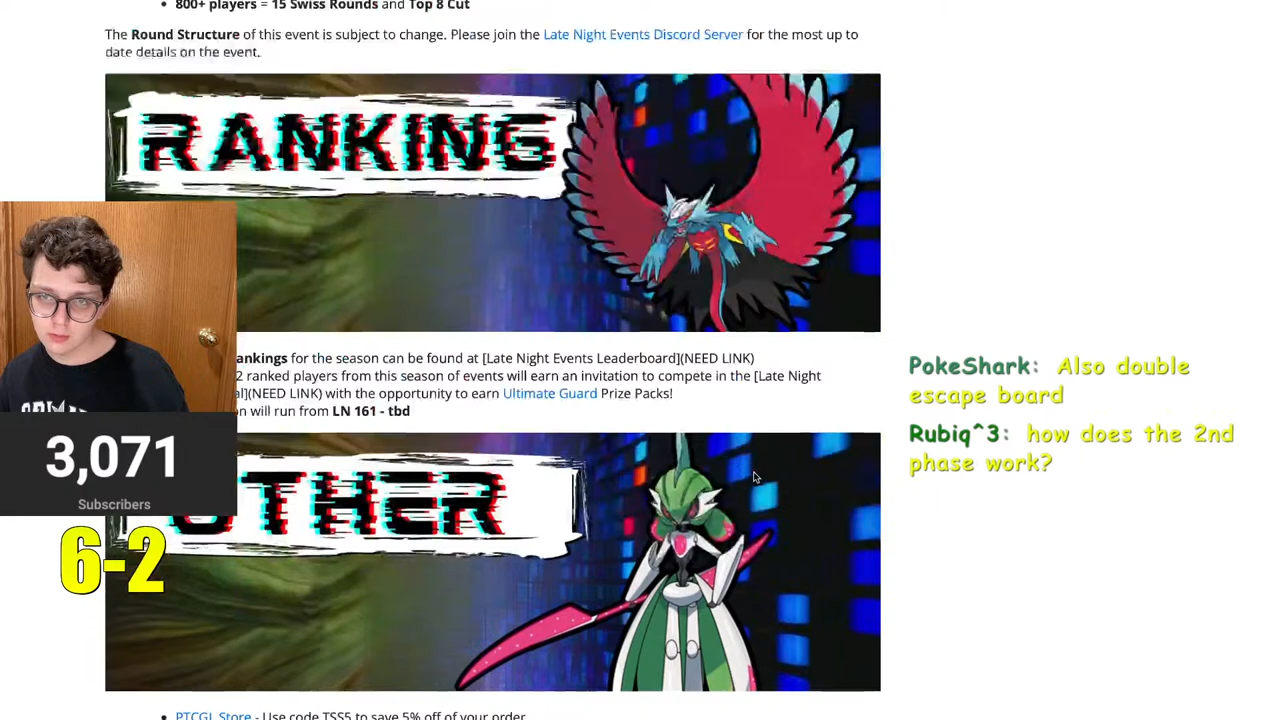 800+ players = 15 Swiss Rounds and Top 8 Cut
The Round Structure of this event is subject to change. Please join the Late Night Events Discord Server for the most up to
date details on the event.
RANKING
ankings for the season can be found at [Late Night Events Leaderboard](NEED LINK)
2 ranked players from this season of events will earn an invitation to compete in the [Late Night
al](NEED LINK) with the opportunity to earn Ultimate Guard Prize Packs!
on will run from LN 161 - tbd
OTHER
PTCGL Store - Use code TSS5 to save 5% off of your order
3,071
Subscribers
6-2
PokeShark: Also double
escape board
Rubiq^3: how does the 2nd
phase work?